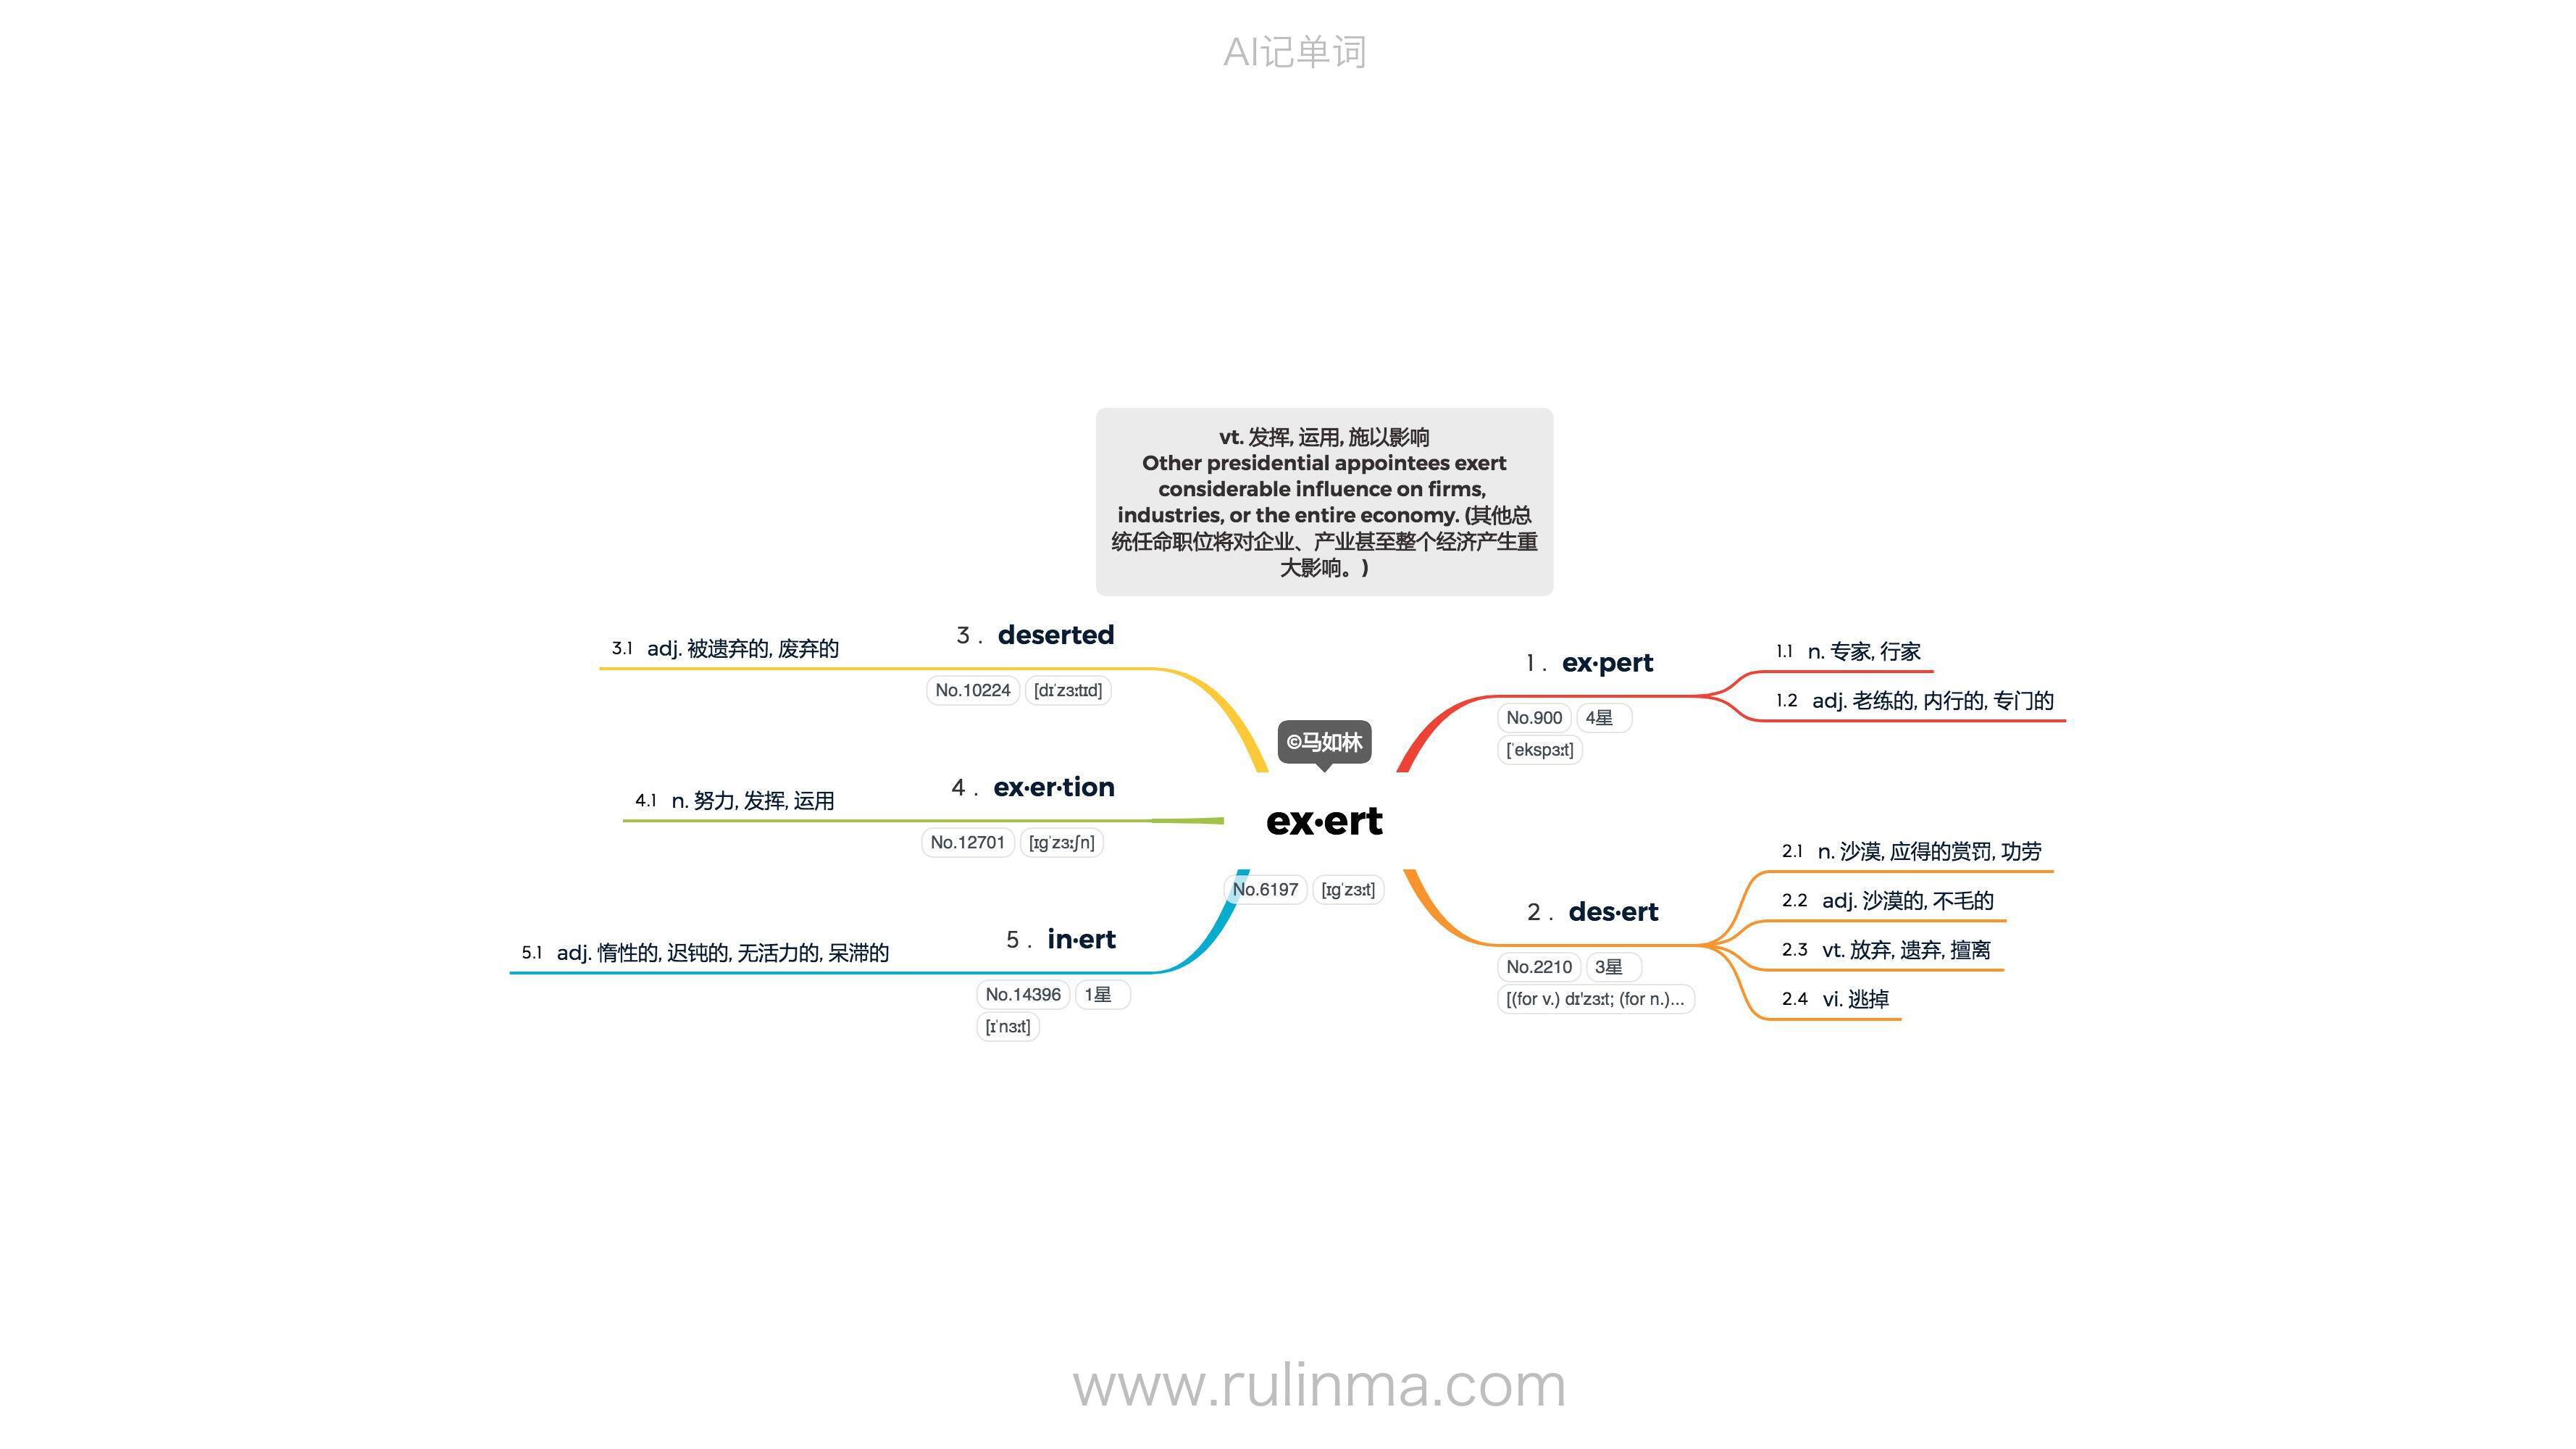 AI记单词
vt. 发挥, 运用, 施以影响
Other presidential appointees exert
considerable influence on firms,
industries, or the entire economy. (其他总
统任命职位将对企业、产业甚至整个经济产生重
大影响。)
©马如林
ex·ert
No.6197 [ɪɡˈzɜːt]
1 . ex·pert
No.900 4星
[ˈekspɜːt]
1.1 n. 专家, 行家
1.2 adj. 老练的, 内行的, 专门的
2 . des·ert
No.2210 3星
[(for v.) dɪ'zɜːt; (for n.)...
2.1 n. 沙漠, 应得的赏罚, 功劳
2.2 adj. 沙漠的, 不毛的
2.3 vt. 放弃, 遗弃, 擅离
2.4 vi. 逃掉
3 . deserted
No.10224 [dɪˈzɜːtɪd]
3.1 adj. 被遗弃的, 废弃的
4 . ex·er·tion
No.12701 [ɪɡˈzɜːʃn]
4.1 n. 努力, 发挥, 运用
5 . in·ert
No.14396 1星
[ɪˈnɜːt]
5.1 adj. 惰性的, 迟钝的, 无活力的, 呆滞的
www.rulinma.com